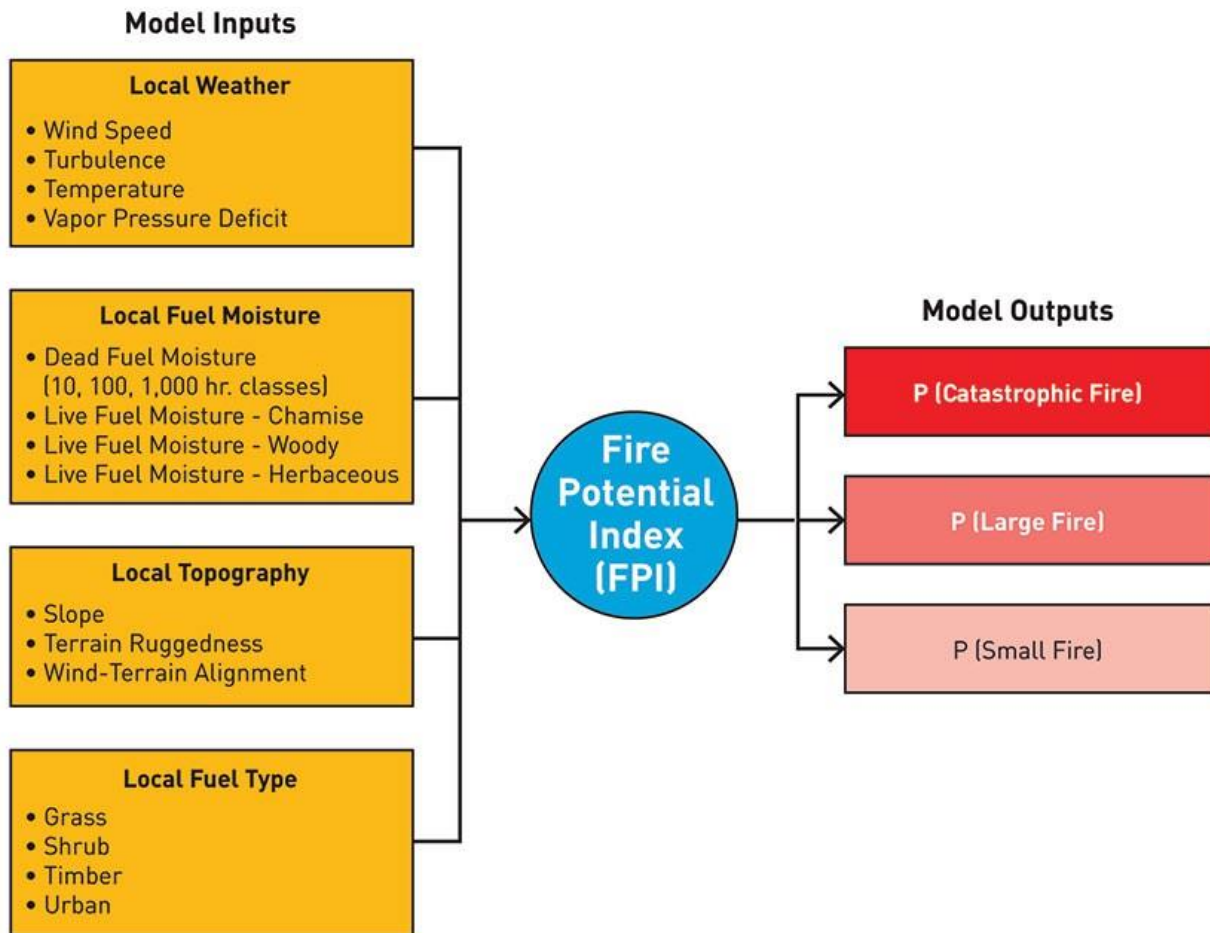 Model Inputs
Local Weather
• Wind Speed
• Turbulence
• Temperature
• Vapor Pressure Deficit
Local Fuel Moisture
• Dead Fuel Moisture
(10, 100, 1,000 hr. classes)
• Live Fuel Moisture - Chamise
• Live Fuel Moisture - Woody
• Live Fuel Moisture - Herbaceous
Local Topography
• Slope
• Terrain Ruggedness
• Wind-Terrain Alignment
Local Fuel Type
• Grass
• Shrub
• Timber
• Urban
Fire
Potential
Index
(FPI)
Model Outputs
P (Catastrophic Fire)
P (Large Fire)
P (Small Fire)